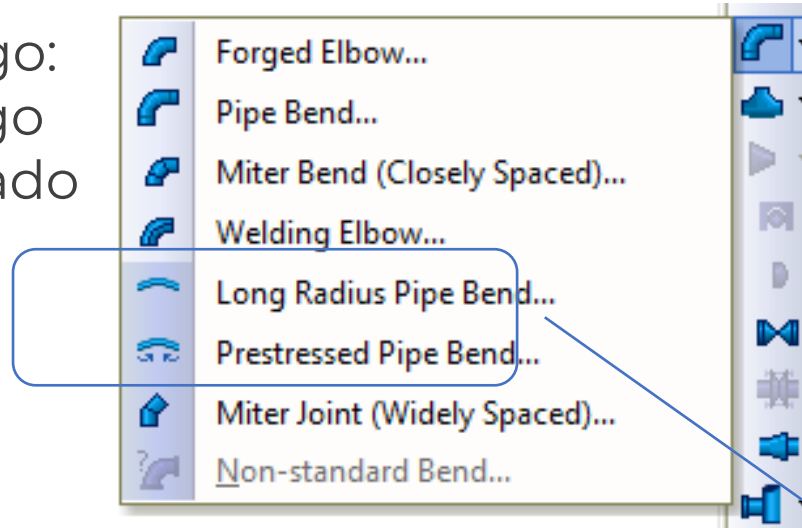 go:
go
ado
Forged Elbow...
Pipe Bend...
Miter Bend (Closely Spaced)...
Welding Elbow...
Long Radius Pipe Bend...
Prestressed Pipe Bend...
Miter Joint (Widely Spaced)...
Non-standard Bend...